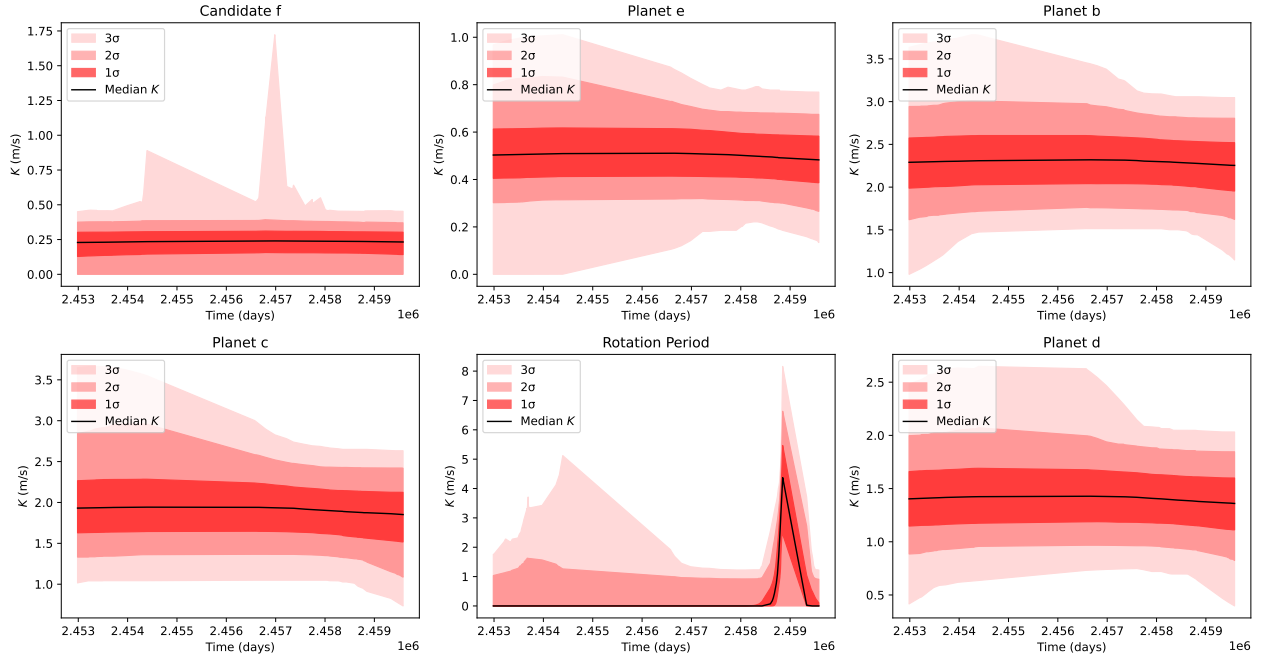 Candidate f
1.75
1.50
1.25
1.00
0.75
0.50
0.25
0.00
K (m/s)
3σ
2σ
1σ
Median K
2.453 2.454 2.455 2.456 2.457 2.458 2.459
Time (days)
1e6
Planet e
1.0
0.8
0.6
0.4
0.2
0.0
K (m/s)
3σ
2σ
1σ
Median K
2.453 2.454 2.455 2.456 2.457 2.458 2.459
Time (days)
1e6
Planet b
3.5
3.0
2.5
2.0
1.5
1.0
K (m/s)
3σ
2σ
1σ
Median K
2.453 2.454 2.455 2.456 2.457 2.458 2.459
Time (days)
1e6
Planet c
3.5
3.0
2.5
2.0
1.5
1.0
K (m/s)
3σ
2σ
1σ
Median K
2.453 2.454 2.455 2.456 2.457 2.458 2.459
Time (days)
1e6
Rotation Period
8
7
6
5
4
3
2
1
0
K (m/s)
3σ
2σ
1σ
Median K
2.453 2.454 2.455 2.456 2.457 2.458 2.459
Time (days)
1e6
Planet d
2.5
2.0
1.5
1.0
0.5
K (m/s)
3σ
2σ
1σ
Median K
2.453 2.454 2.455 2.456 2.457 2.458 2.459
Time (days)
1e6